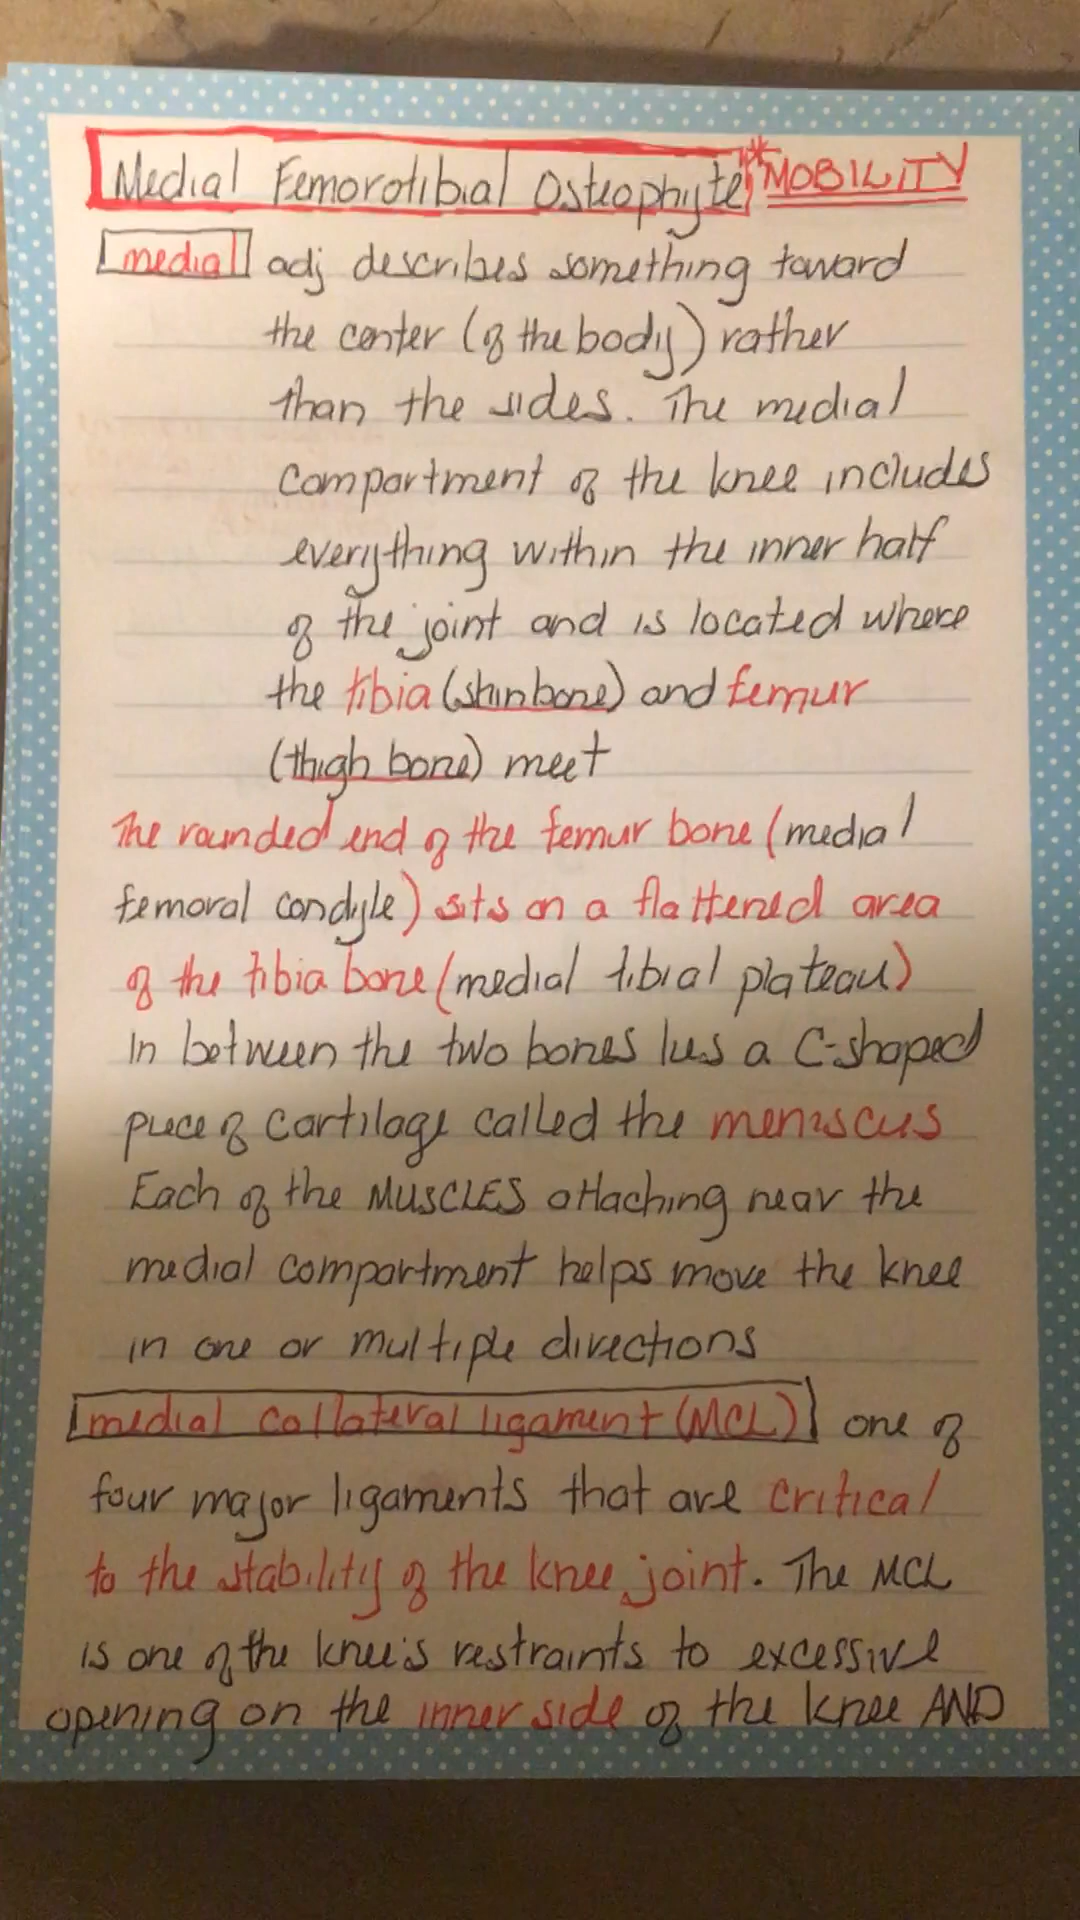 Medial Femorotibial Osteophyte *MOBILITY
medial adj describes something toward
the center (of the body) rather
than the sides. The medial
compartment of the knee includes
everything within the inner half
of the joint and is located where
the tibia (shinbone) and femur
(thigh bone) meet
The rounded end of the femur bone (medial
femoral condyle) sits on a flattened area
of the tibia bone (medial tibial plateau)
In between the two bones lies a C-shaped
piece of cartilage called the meniscus
Each of the MUSCLES attaching near the
medial compartment helps move the knee
in one or multiple directions
medial collateral ligament (MCL) one of
four major ligaments that are critical
to the stability of the knee joint. The MCL
is one of the knee's restraints to excessive
opening on the inner side of the knee AND